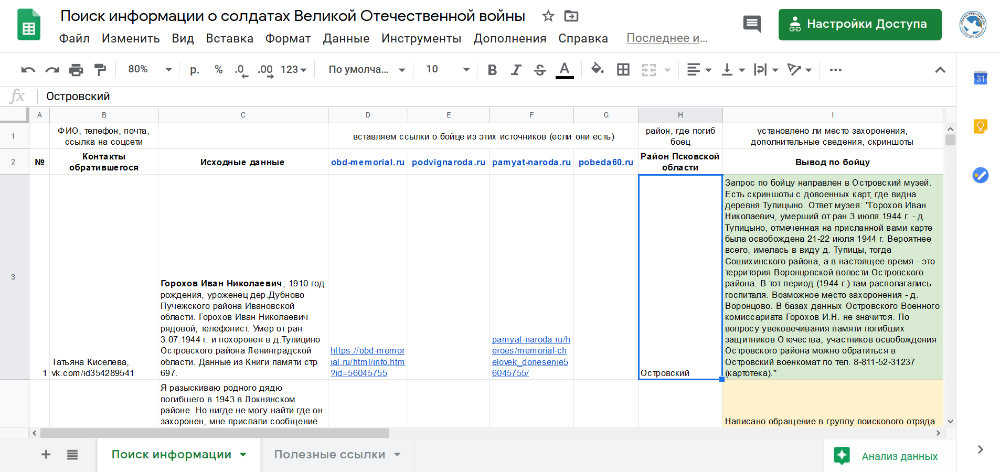 Поиск информации о солдатах Великой Отечественной войны
Файл Изменить Вид Вставка Формат Данные Инструменты Дополнения Справка Последнее и...
Настройки Доступа
80% р. % .0 .00 123 По умолча... 10 B I S A
31
fx Островский
A B C D E F G H I
1
ФИО, телефон, почта,
ссылка на соцсети
вставляем ссылки о бойце из этих источников (если они есть)
район, где погиб
боец
установлено ли место захоронения,
дополнительные сведения, скриншоты
2
№
Контакты
обратившегося
Исходные данные
obd-memorial.ru
podvignaroda.ru
pamyat-naroda.ru
pobeda60.ru
Район Псковской
области
Вывод по бойцу
3
1
Татьяна Киселева,
vk.com/id354289541
Горохов Иван Николаевич, 1910 год
рождения, уроженец дер.Дубново
Пучежского района Ивановской
области. Горохов Иван Николаевич
рядовой, телефонист. Умер от ран
3.07.1944 г. и похоронен в д.Тупицино
Островского района Ленинградской
области. Данные из Книги памяти стр
697.
https://obd-memor
ial.ru/html/info.htm
?id=56045755
pamyat-naroda.ru/h
eroes/memorial-ch
elovek_donesenie5
6045755/
Островский
Запрос по бойцу направлен в Островский музей.
Есть скриншоты с довоенных карт, где видна
деревня Тупицыно. Ответ музея: "Горохов Иван
Николаевич, умерший от ран 3 июля 1944 г. - д.
Тупицыно, отмеченная на присланной вами карте
была освобождена 21-22 июля 1944 г. Вероятнее
всего, имелась в виду д. Тупицы, тогда
Сошихинского района, а в настоящее время - это
территория Воронцовской волости Островского
района. В тот период (1944 г.) там располагались
госпиталя. Возможное место захоронения - д.
Воронцово. В базах данных Островского Военного
комиссариата Горохов И.Н. не значится. По
вопросу увековечивания памяти погибших
защитников Отечества, участников освобождения
Островского района можно обратиться в
Островский военкомат по тел. 8-811-52-31237
(картотека)."
Я разыскиваю родного дядю
погибшего в 1943 в Локнянском
районе. Но нигде не могу найти где он
захоронен, мне прислали сообщение
Написано обращение в группу поискового отряда
Поиск информации
Полезные ссылки
Анализ данных